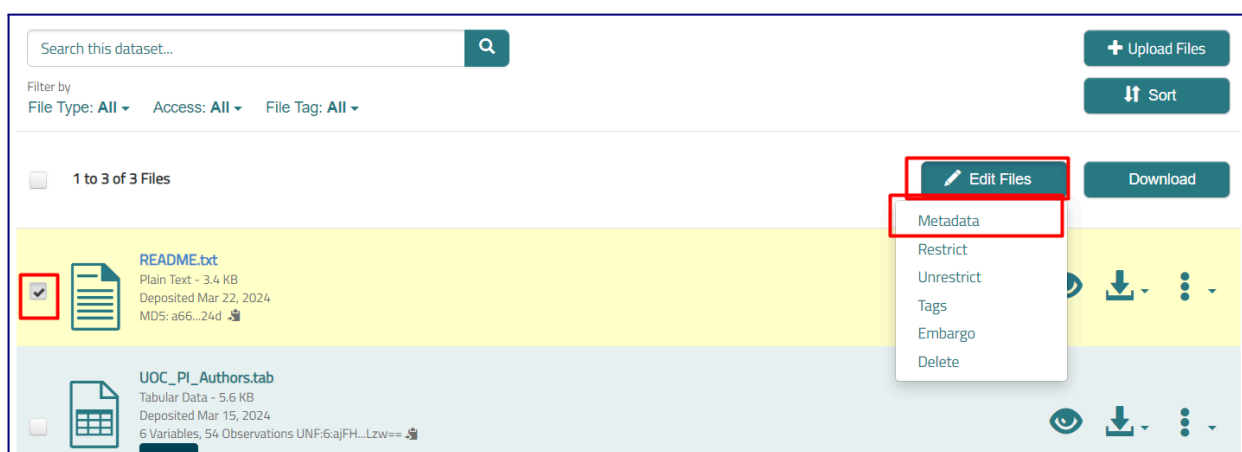 Search this dataset...
Upload Files
Filter by
File Type: All Access: All File Tag: All
Sort
1 to 3 of 3 Files
Edit Files
Download
Metadata
Restrict
Unrestrict
Tags
Embargo
Delete
README.txt
Plain Text - 3.4 KB
Deposited Mar 22, 2024
MD5: a66...24d
UOC_PI_Authors.tab
Tabular Data - 5.6 KB
Deposited Mar 15, 2024
6 Variables, 54 Observations UNF:6:ajFH...Lzw==